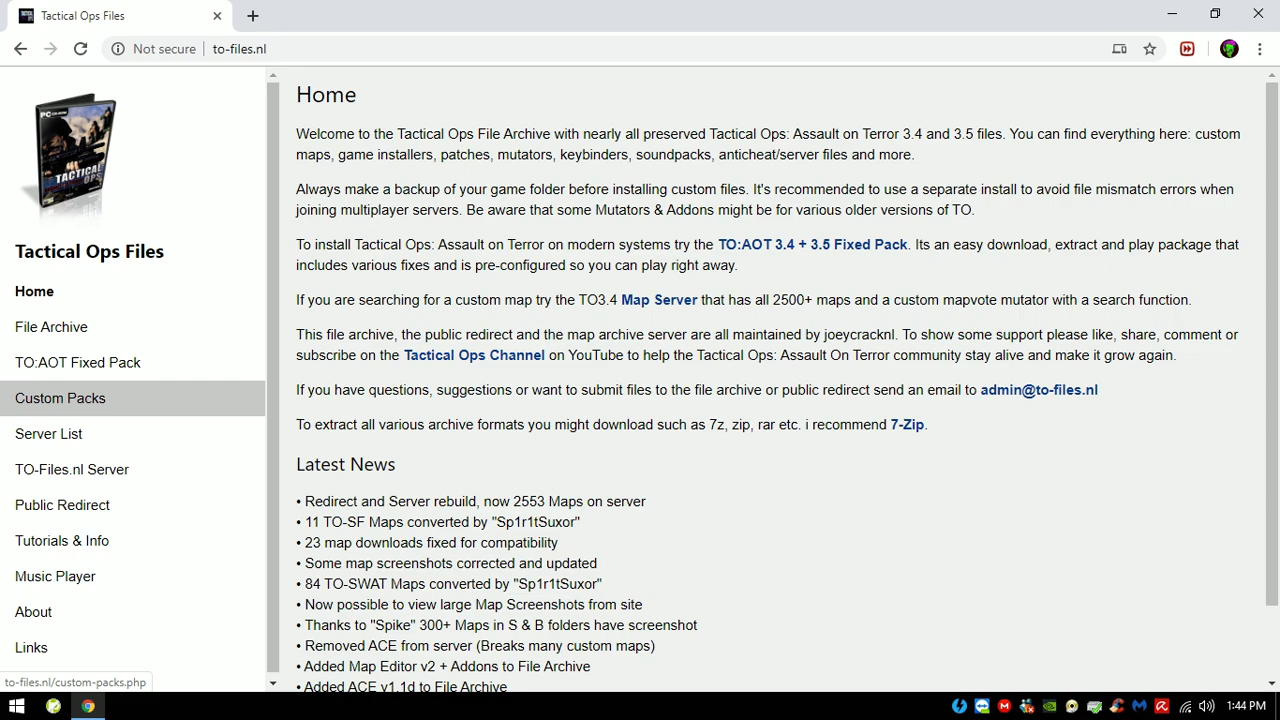 Tactical Ops Files
Not secure
to-files.nl
PC CD-ROM
TACTICAL
OPS
Tactical Ops Files
Home
File Archive
TO:AOT Fixed Pack
Custom Packs
Server List
TO-Files.nl Server
Public Redirect
Tutorials & Info
Music Player
About
Links
to-files.nl/custom-packs.php
Home
Welcome to the Tactical Ops File Archive with nearly all preserved Tactical Ops: Assault on Terror 3.4 and 3.5 files. You can find everything here: custom
maps, game installers, patches, mutators, keybinders, soundpacks, anticheat/server files and more.
Always make a backup of your game folder before installing custom files. It's recommended to use a separate install to avoid file mismatch errors when
joining multiplayer servers. Be aware that some Mutators & Addons might be for various older versions of TO.
To install Tactical Ops: Assault on Terror on modern systems try the TO:AOT 3.4 + 3.5 Fixed Pack. Its an easy download, extract and play package that
includes various fixes and is pre-configured so you can play right away.
If you are searching for a custom map try the TO3.4 Map Server that has all 2500+ maps and a custom mapvote mutator with a search function.
This file archive, the public redirect and the map archive server are all maintained by joeycracknl. To show some support please like, share, comment or
subscribe on the Tactical Ops Channel on YouTube to help the Tactical Ops: Assault On Terror community stay alive and make it grow again.
If you have questions, suggestions or want to submit files to the file archive or public redirect send an email to admin@to-files.nl
To extract all various archive formats you might download such as 7z, zip, rar etc. i recommend 7-Zip.
Latest News
• Redirect and Server rebuild, now 2553 Maps on server
• 11 TO-SF Maps converted by "Sp1r1tSuxor"
• 23 map downloads fixed for compatibility
• Some map screenshots corrected and updated
• 84 TO-SWAT Maps converted by "Sp1r1tSuxor"
• Now possible to view large Map Screenshots from site
• Thanks to "Spike" 300+ Maps in S & B folders have screenshot
• Removed ACE from server (Breaks many custom maps)
• Added Map Editor v2 + Addons to File Archive
• Added ACE v1.1d to File Archive
1:44 PM